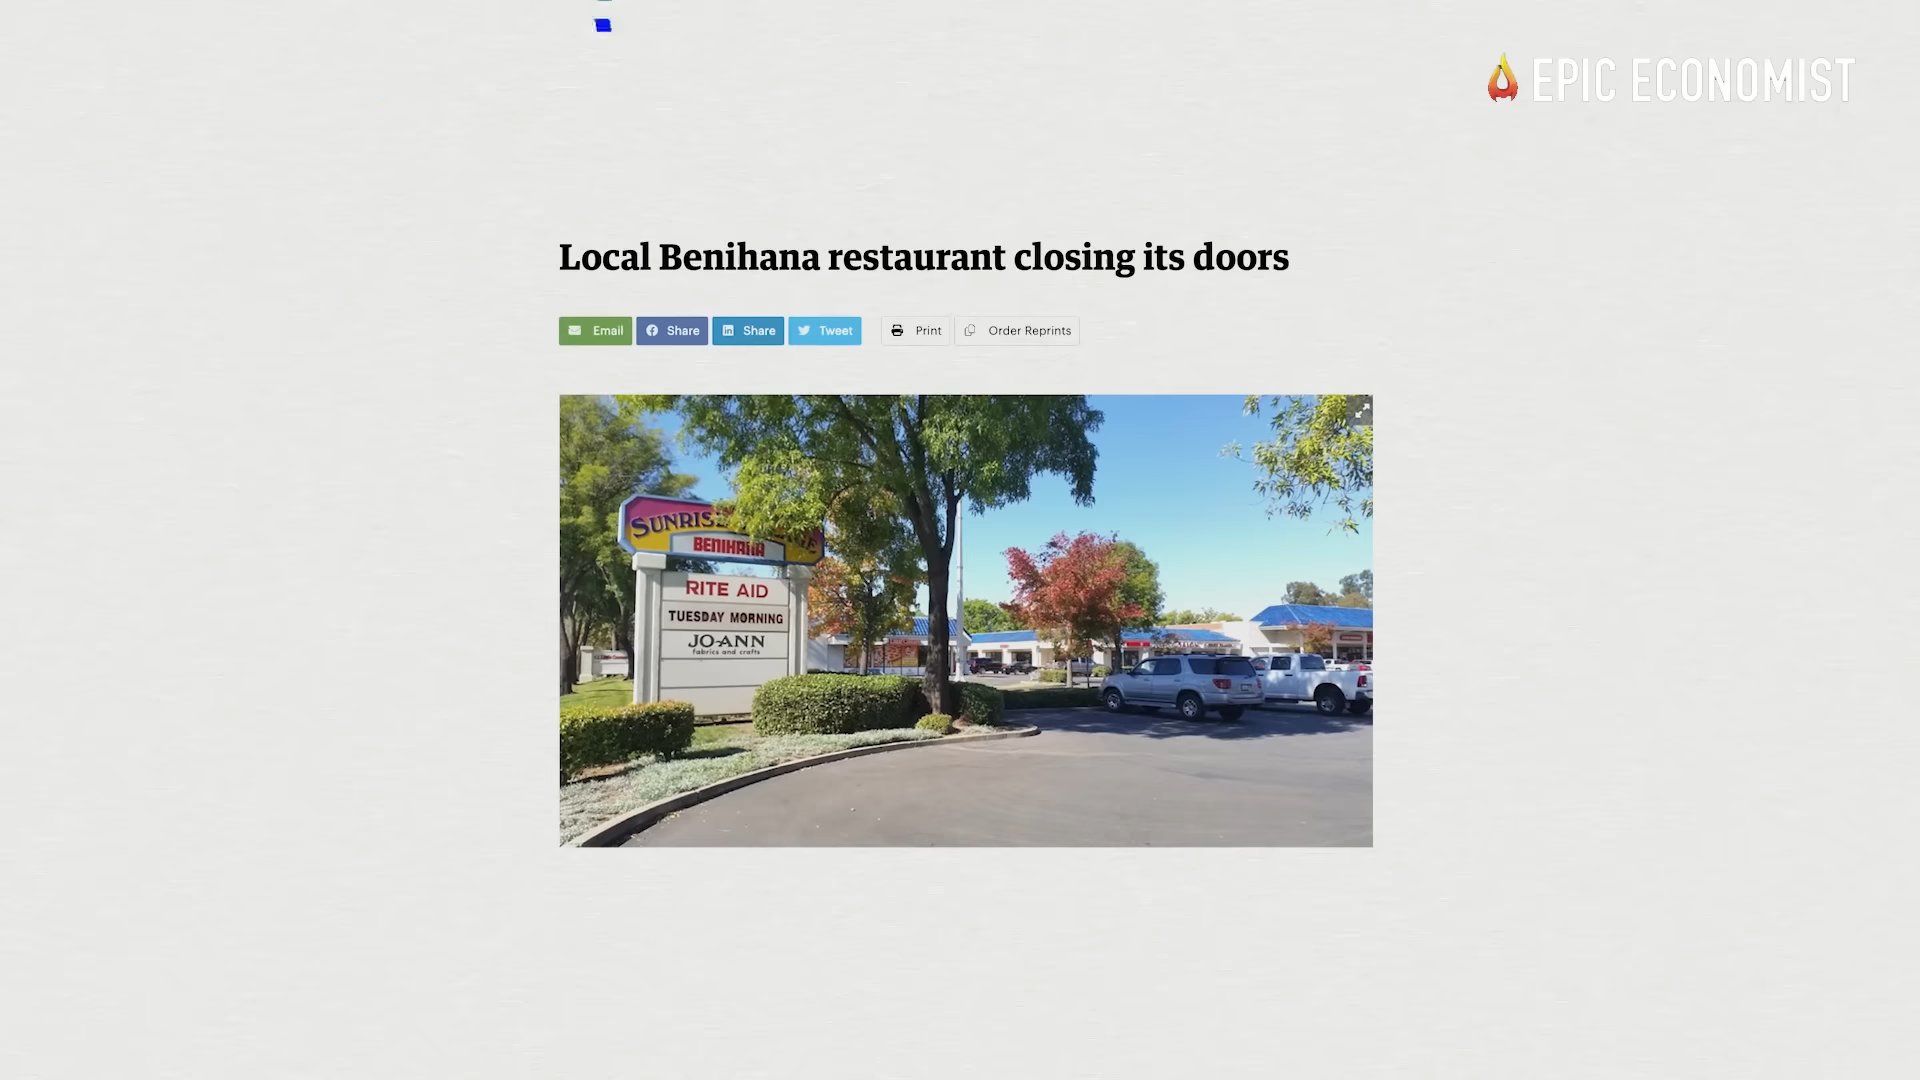 EPIC ECONOMIST
Local Benihana restaurant closing its doors
Email Share Share Tweet Print Order Reprints
BENIHANA
RITE AID
TUESDAY MORNING
JO-ANN
fabrics and crafts